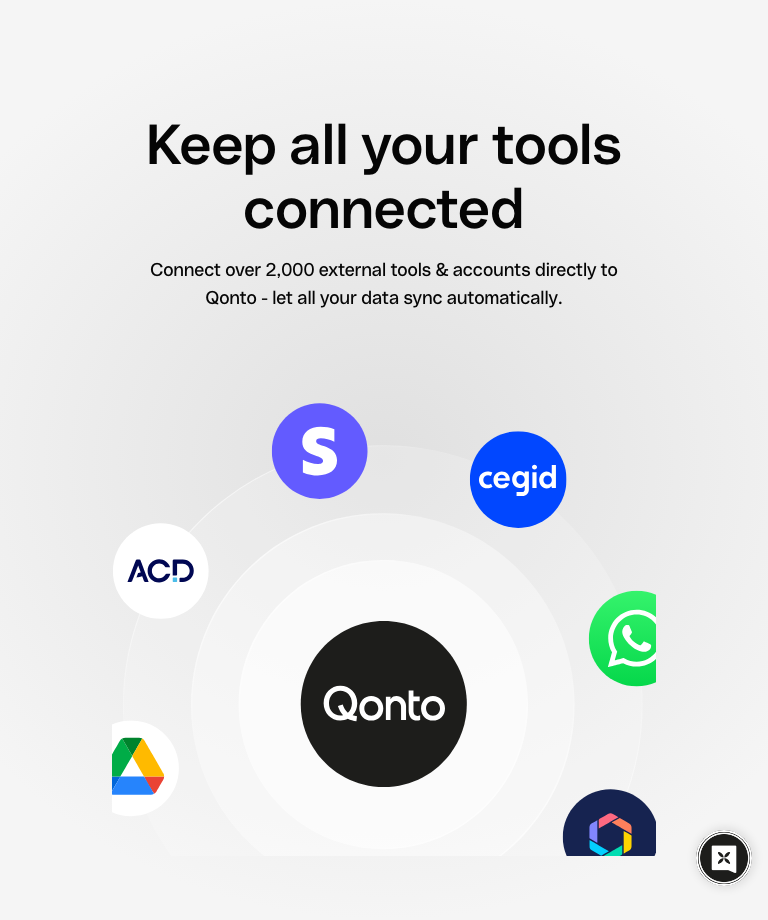 Keep all your tools
connected
Connect over 2,000 external tools & accounts directly to
Qonto - let all your data sync automatically.
S
cegid
ACD
Qonto